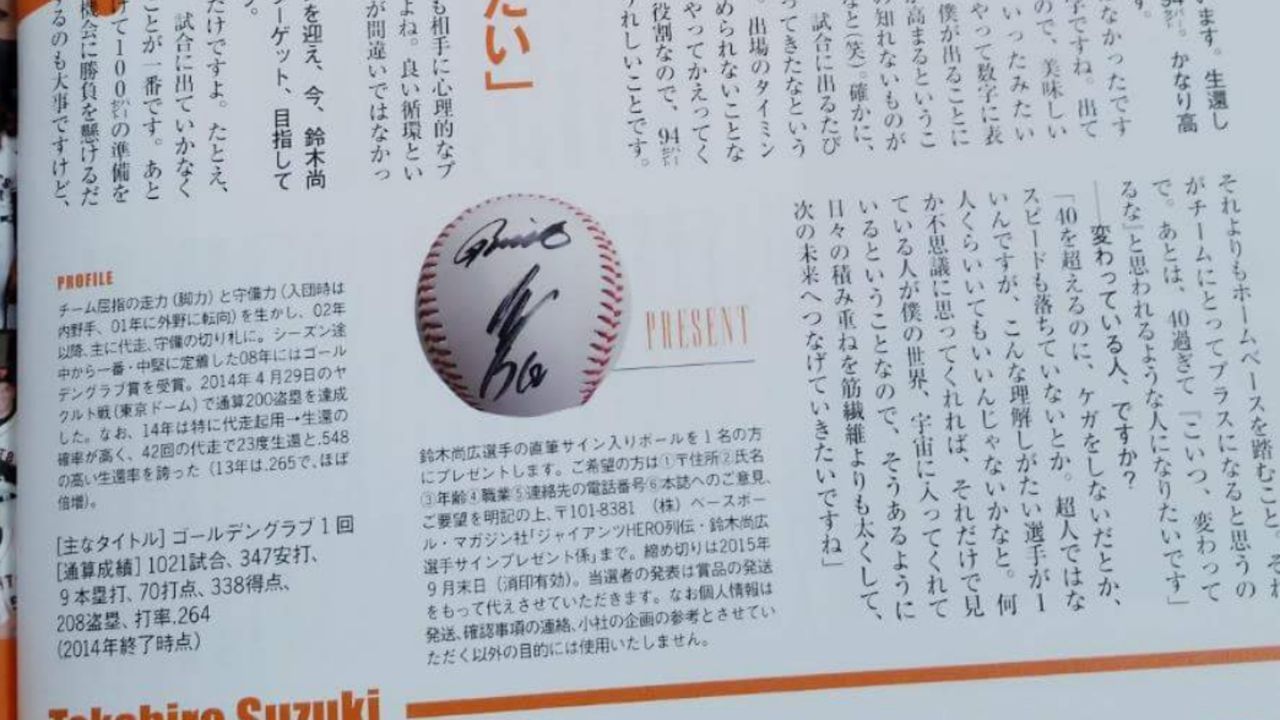 います。生還し
94㌫。かなり高
す。
になかったです
字ですね。出て
いったみたい
ので、美味しい
やって数字に表
僕が出ることに
高まるというこ
の知れないものが
なと（笑）。確かに、
試合に出るたび
ってきたなという
。出場のタイミン
められないことな
やってかえってく
役割なので、94㌫
れしいことです。
たい」
も相手に心理的なプ
よね。良い循環とい
が間違いではなかっ
を迎え、今、鈴木尚
ーゲット、目指して
。
だけですよ。たとえ、
試合に出ていかなく
ことが一番です。あと
けて100㌫の準備を
機会に勝負を懸けるだ
るのも大事ですけど、
それよりもホームベースを踏むこと。それ
がチームにとってプラスになると思うの
で。あとは、40過ぎて『こいつ、変わって
るな』と思われるような人になりたいです」
――変わっている人、ですか？
「40を超えるのに、ケガをしないだとか、
スピードも落ちていないとか。超人ではな
いんですが、こんな理解しがたい選手が1
人くらいいてもいいんじゃないかなと。何
か不思議に思ってくれれば、それだけで見
ている人が僕の世界、宇宙に入ってくれて
いるということなので、そうあるように
日々の積み重ねを筋繊維よりも太くして、
次の未来へつなげていきたいですね」
PROFILE
チーム屈指の走力（脚力）と守備力（入団時は
内野手、01年に外野に転向）を生かし、02年
以降、主に代走、守備の切り札に。シーズン途
中から一番・中堅に定着した08年にはゴール
デングラブ賞を受賞。2014年4月29日のヤ
クルト戦（東京ドーム）で通算200盗塁を達成
した。なお、14年は特に代走起用→生還の
確率が高く、42回の代走で23度生還と.548
の高い生還率を誇った（13年は.265で、ほぼ
倍増）。
［主なタイトル］ゴールデングラブ1回
［通算成績］1021試合、347安打、
9本塁打、70打点、338得点、
208盗塁、打率.264
（2014年終了時点）
PRESENT
鈴木尚広選手の直筆サイン入りボールを1名の方
にプレゼントします。ご希望の方は①〒住所②氏名
③年齢④職業⑤連絡先の電話番号⑥本誌へのご意見、
ご要望を明記の上、〒101-8381　（株）ベースボー
ル・マガジン社「ジャイアンツHERO列伝・鈴木尚広
選手サインプレゼント係」まで。締め切りは2015年
9月末日（消印有効）。当選者の発表は賞品の発送
をもって代えさせていただきます。なお個人情報は
発送、確認事項の連絡、小社の企画の参考とさせてい
ただく以外の目的には使用いたしません。
Takahiro Suzuki